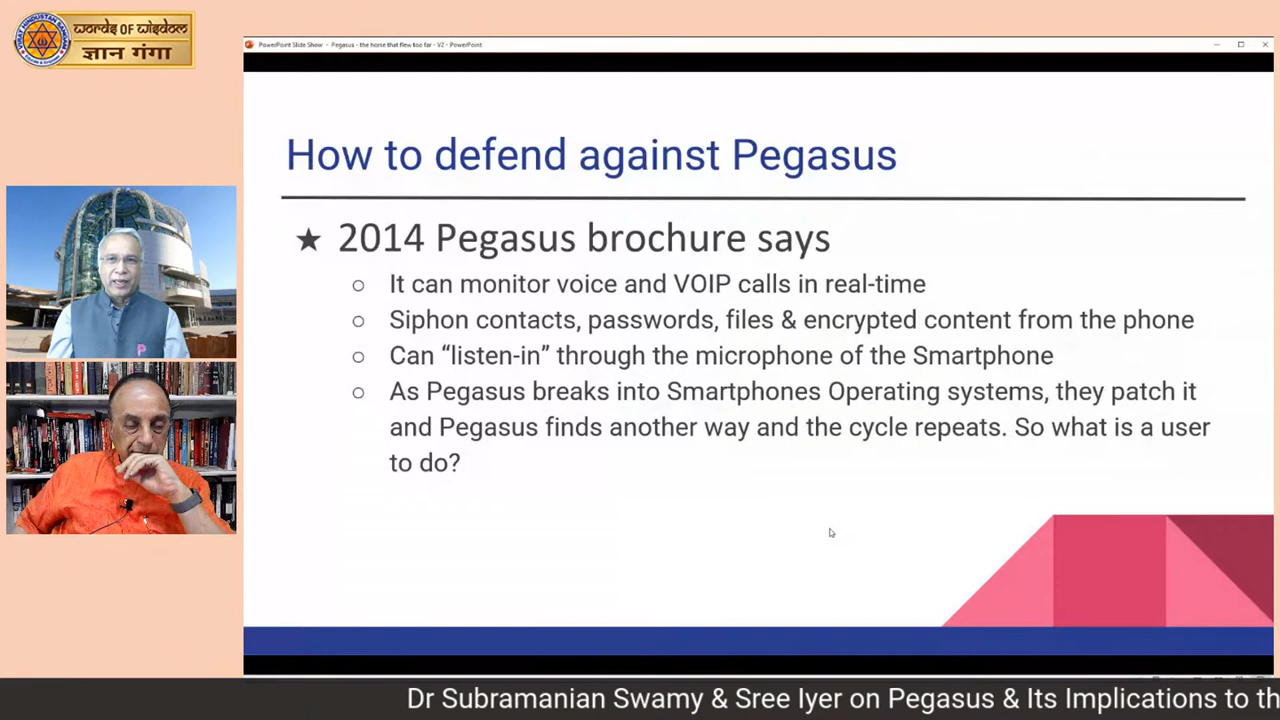 VIRAT HINDUSTAN SANGAM
WORDS OF WISDOM
ज्ञान गंगा
PowerPoint Slide Show - Pegasus - the horse that flew too far - V2 - PowerPoint
How to defend against Pegasus
★ 2014 Pegasus brochure says
○ It can monitor voice and VOIP calls in real-time
○ Siphon contacts, passwords, files & encrypted content from the phone
○ Can “listen-in” through the microphone of the Smartphone
○ As Pegasus breaks into Smartphones Operating systems, they patch it
and Pegasus finds another way and the cycle repeats. So what is a user
to do?
P
Dr Subramanian Swamy & Sree Iyer on Pegasus & Its Implications to th